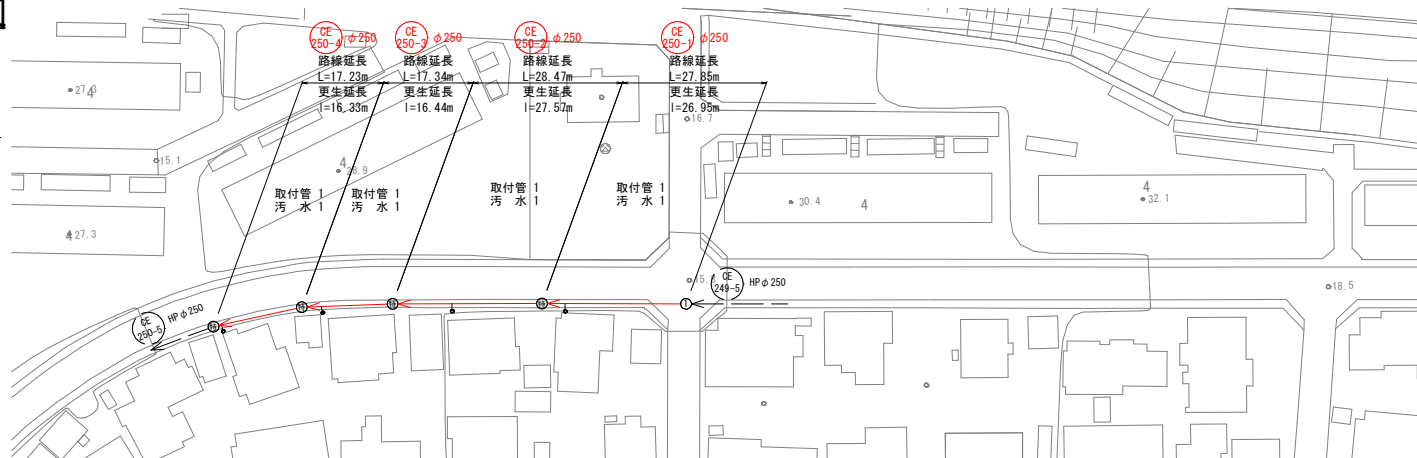 CE
250-4 φ250
路線延長
L=17.23m
更生延長
l=16.33m
CE
250-3 φ250
路線延長
L=17.34m
更生延長
l=16.44m
CE
250-2 φ250
路線延長
L=28.47m
更生延長
l=27.57m
CE
250-1 φ250
路線延長
L=27.85m
更生延長
l=26.95m
27.3
4
16.7
15.1
4
取付管 1
汚 水 1
取付管 1
汚 水 1
取付管 1
汚 水 1
取付管 1
汚 水 1
30.4
4
4
32.1
4
27.3
CE
249-5
HPφ250
18.5
1
CE
250-5
HPφ250